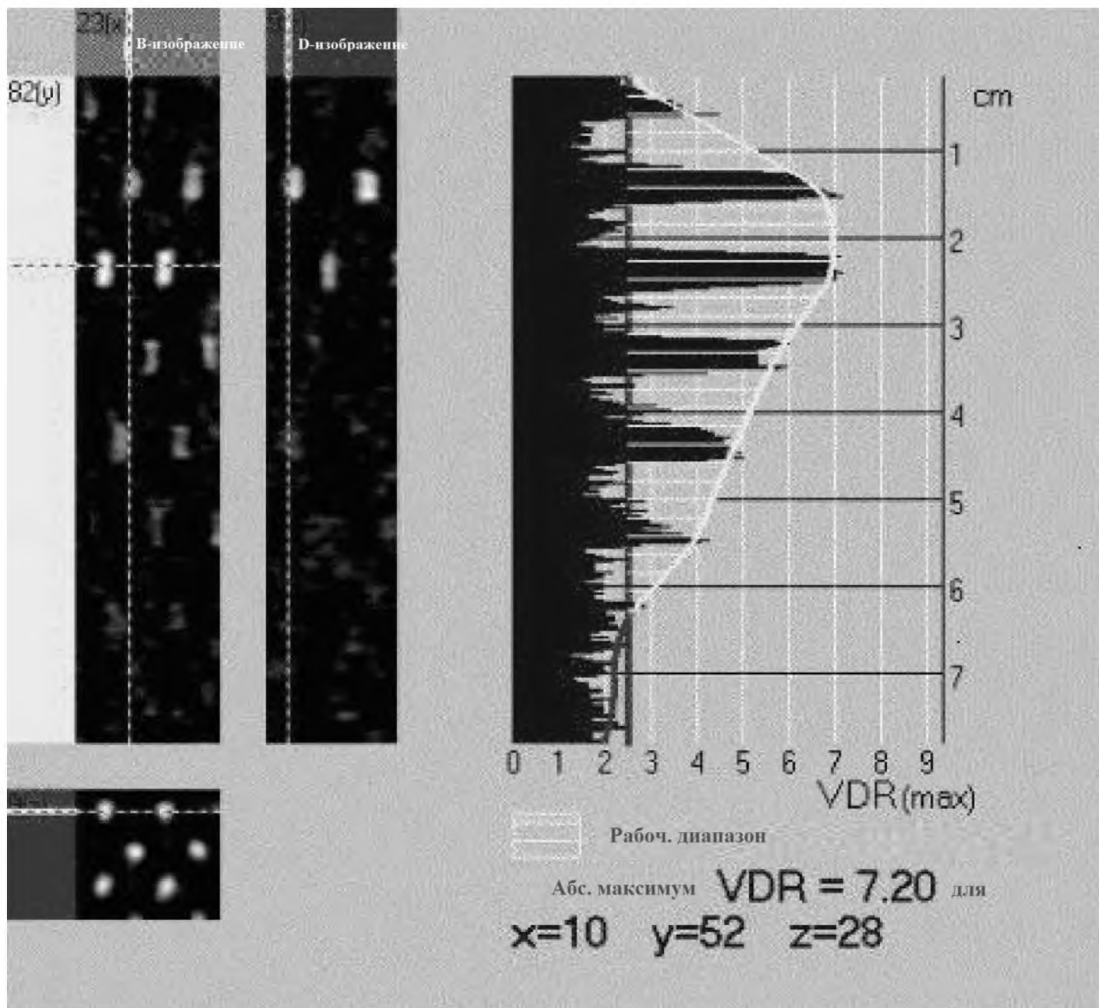 23(x)
В-изображение
D-изображение
82(y)
cm
1
2
3
4
5
6
7
0 1 2 3 4 5 6 7 8 9
VDR(max)
Рабоч. диапазон
Абс. максимум VDR = 7.20 для
x=10 y=52 z=28